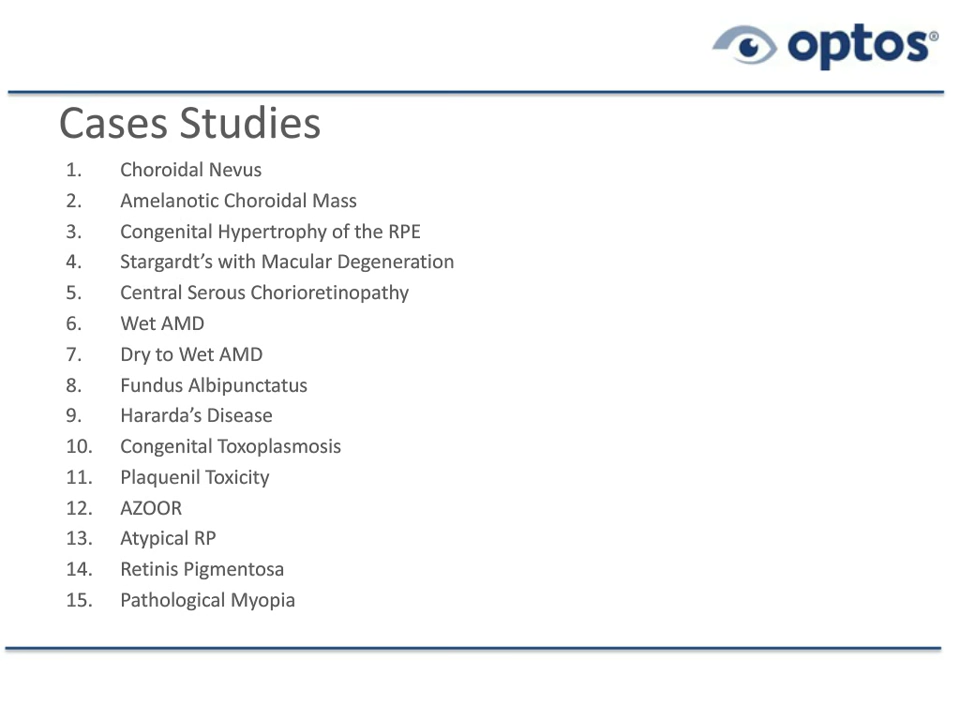 optos®
Cases Studies
1. Choroidal Nevus
2. Amelanotic Choroidal Mass
3. Congenital Hypertrophy of the RPE
4. Stargardt’s with Macular Degeneration
5. Central Serous Chorioretinopathy
6. Wet AMD
7. Dry to Wet AMD
8. Fundus Albipunctatus
9. Hararda’s Disease
10. Congenital Toxoplasmosis
11. Plaquenil Toxicity
12. AZOOR
13. Atypical RP
14. Retinis Pigmentosa
15. Pathological Myopia